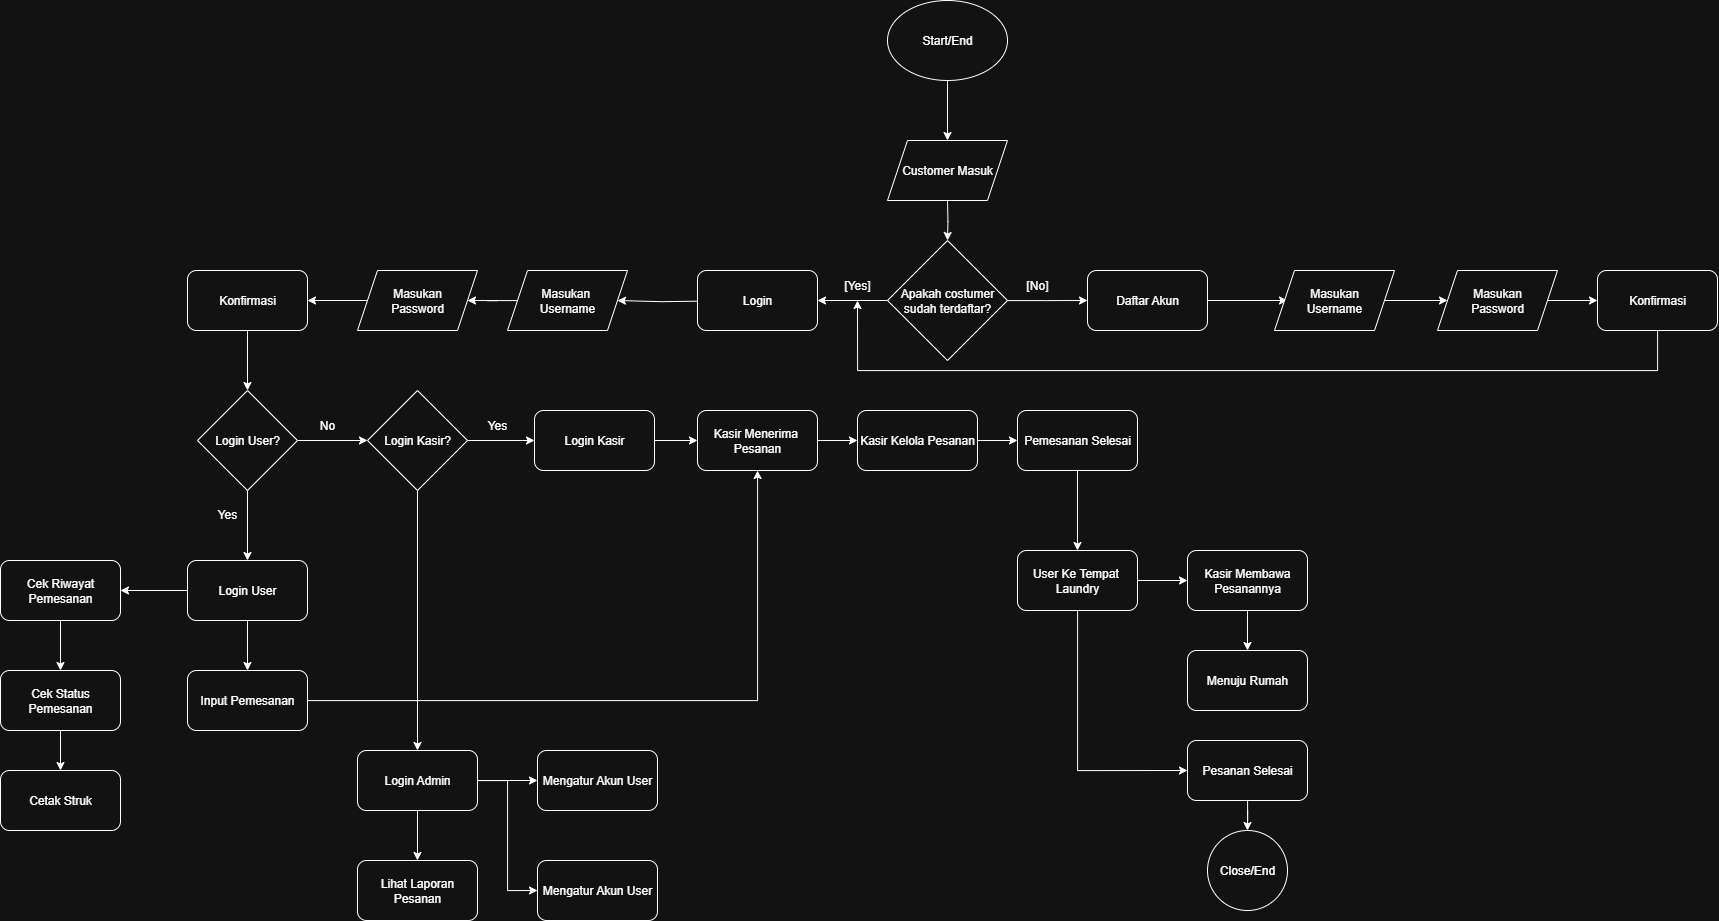 Start/End
Customer Masuk
Apakah costumer
sudah terdaftar?
[Yes]
[No]
Login
Masukan
Username
Masukan
Password
Konfirmasi
Daftar Akun
Masukan
Username
Masukan
Password
Konfirmasi
Login User?
No
Login Kasir?
Yes
Login Kasir
Kasir Menerima
Pesanan
Kasir Kelola Pesanan
Pemesanan Selesai
Yes
Login User
Cek Riwayat
Pemesanan
Cek Status
Pemesanan
Cetak Struk
Input Pemesanan
User Ke Tempat
Laundry
Kasir Membawa
Pesanannya
Menuju Rumah
Pesanan Selesai
Close/End
Login Admin
Mengatur Akun User
Lihat Laporan
Pesanan
Mengatur Akun User